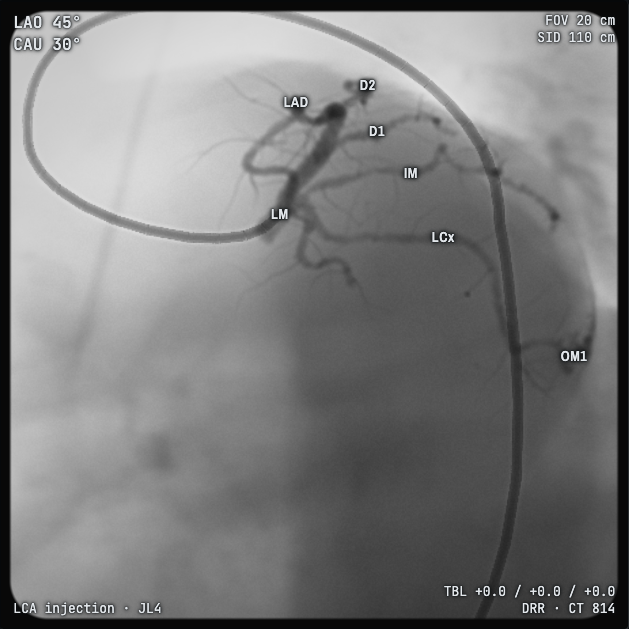 LAO 45°
CAU 30°
FOV 20 cm
SID 110 cm
D2
LAD
D1
IM
LM
LCx
OM1
TBL +0.0 / +0.0 / +0.0
LCA injection · JL4
DRR · CT 814